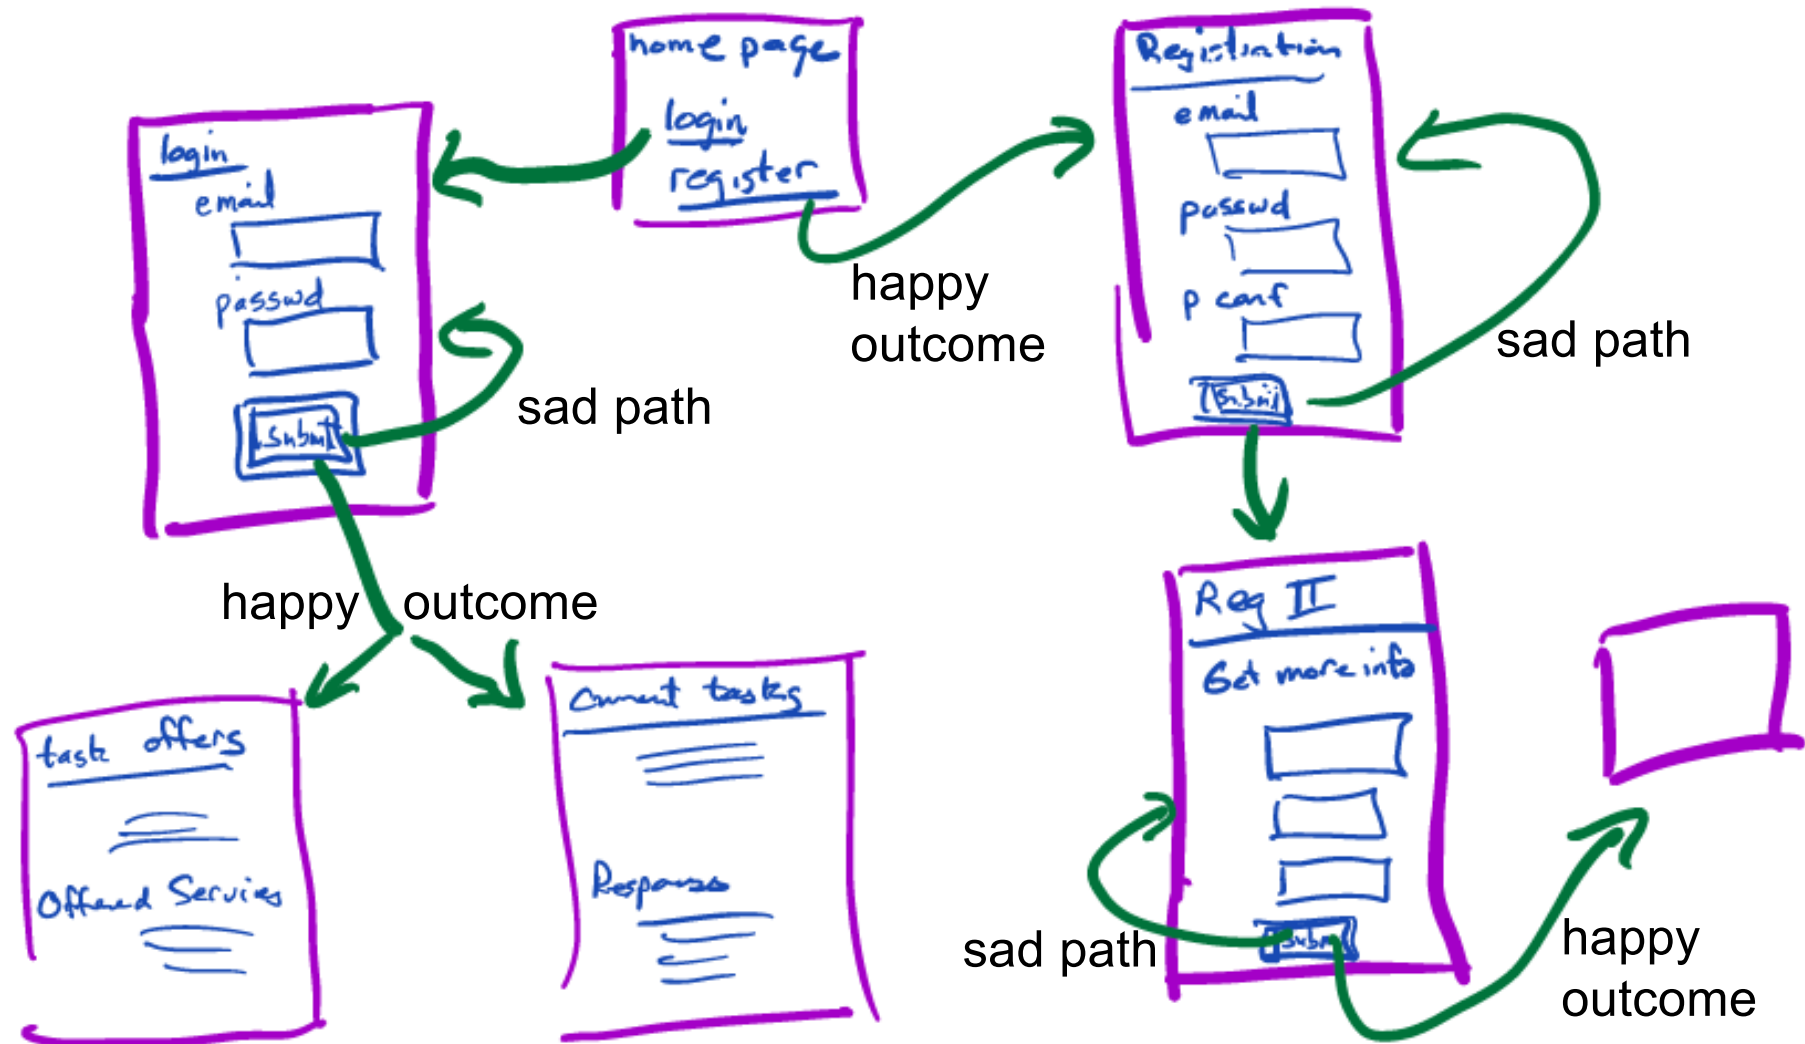 home page
login
register
login
email
passwd
submit
sad path
happy outcome
task offers
Offered Services
Current tasks
Responses
happy
outcome
Registration
email
passwd
p conf
submit
sad path
Reg II
Get more info
submit
sad path
happy
outcome